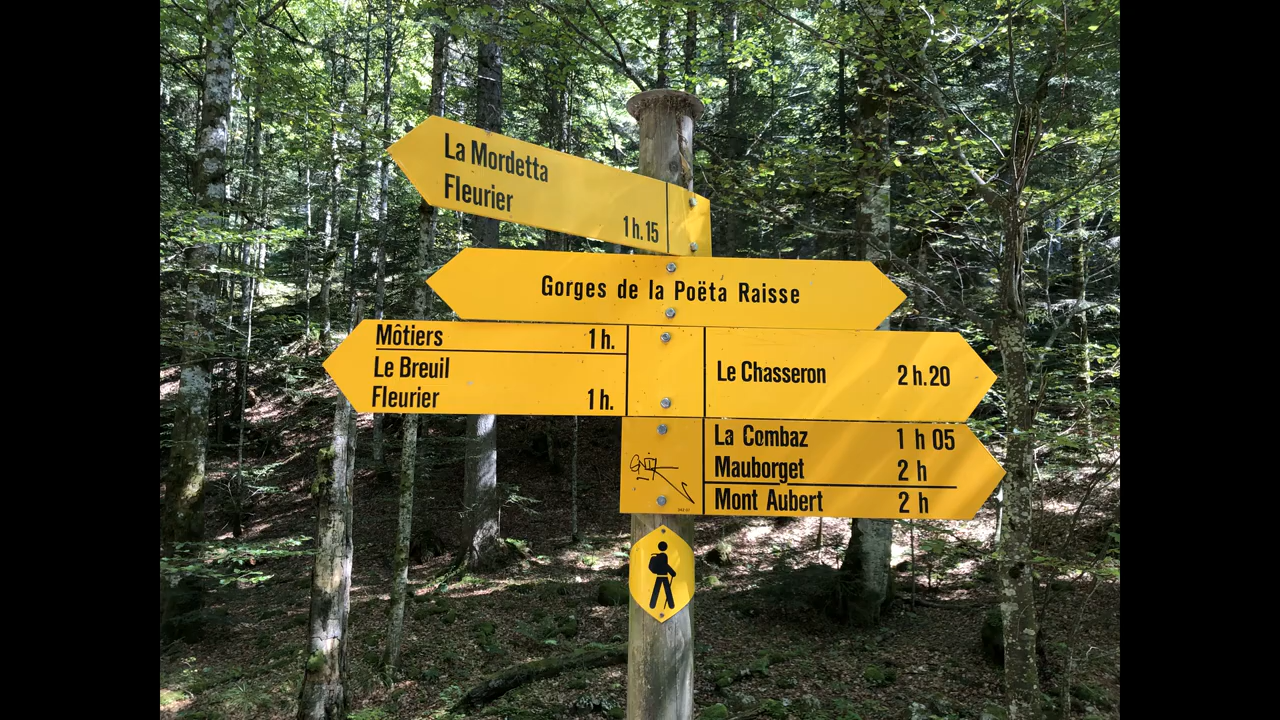 La Mordetta
Fleurier
1 h. 15
Gorges de la Poëta Raisse
Môtiers 1 h.
Le Breuil
Fleurier 1 h.
Le Chasseron 2 h. 20
La Combaz 1 h 05
Mauborget 2 h
Mont Aubert 2 h